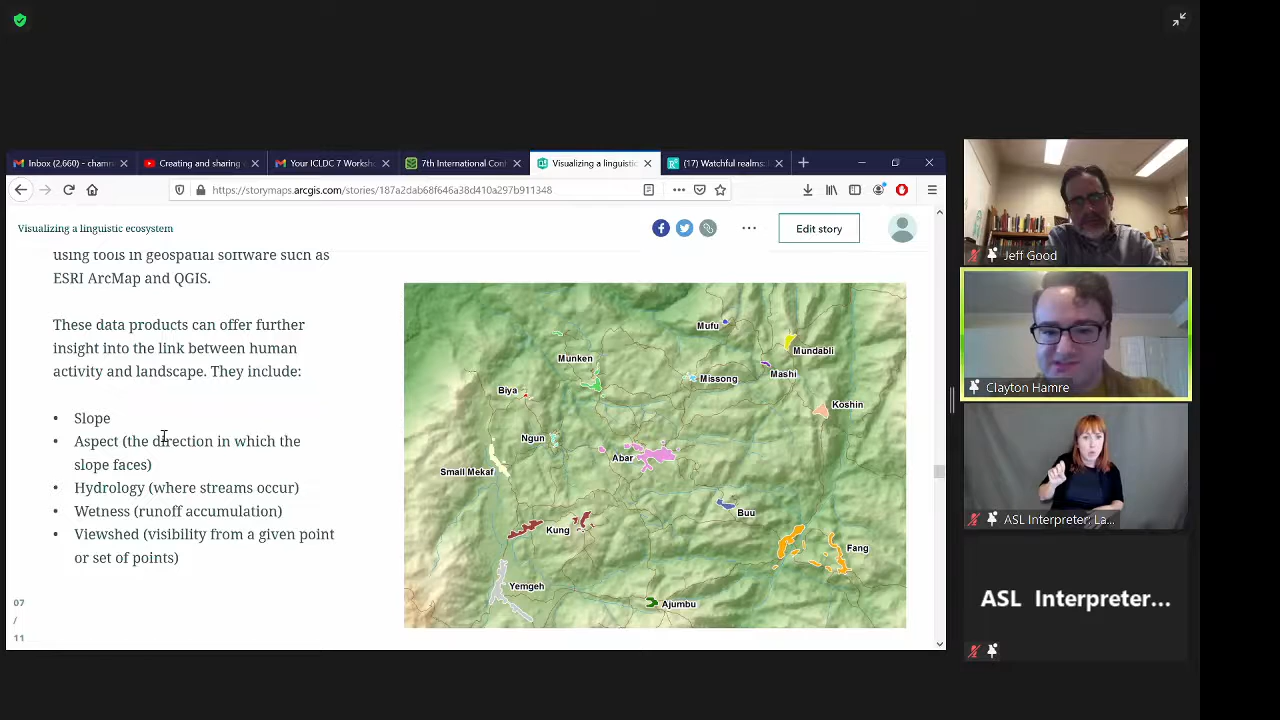 Inbox (2,660) - chamr
Creating and sharing
Your ICLDC 7 Worksh
7th International Con
Visualizing a linguistic
(17) Watchful realms:
https://storymaps.arcgis.com/stories/187a2dab68f646a38d410a297b911348
Visualizing a linguistic ecosystem
Edit story
using tools in geospatial software such as
ESRI ArcMap and QGIS.
These data products can offer further
insight into the link between human
activity and landscape. They include:
• Slope
• Aspect (the direction in which the
slope faces)
• Hydrology (where streams occur)
• Wetness (runoff accumulation)
• Viewshed (visibility from a given point
or set of points)
07
/
11
Mufu
Mundabli
Munken
Mashi
Missong
Biya
Koshin
Ngun
Abar
Small Mekaf
Buu
Kung
Fang
Yemgeh
Ajumbu
Jeff Good
Clayton Hamre
ASL Interpreter: La...
ASL Interpreter...